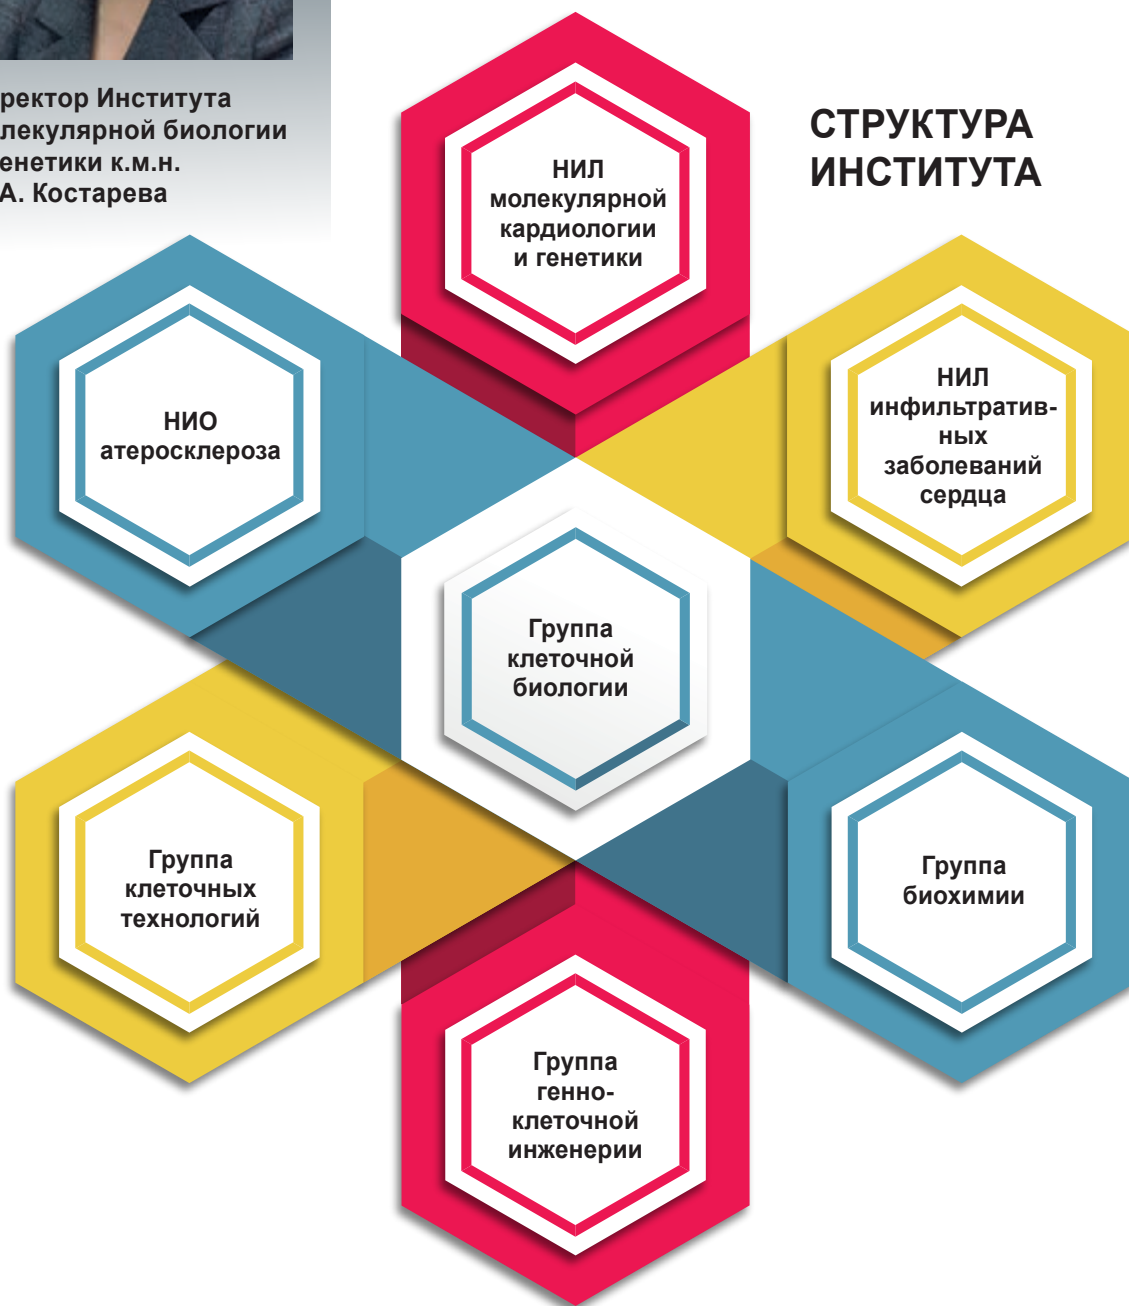 ректор Института
лекулярной биологии
енетики к.м.н.
А. Костарева
СТРУКТУРА
ИНСТИТУТА
НИЛ
молекулярной
кардиологии
и генетики
НИО
атеросклероза
НИЛ
инфильтратив-
ных
заболеваний
сердца
Группа
клеточной
биологии
Группа
клеточных
технологий
Группа
биохимии
Группа
генно-
клеточной
инженерии